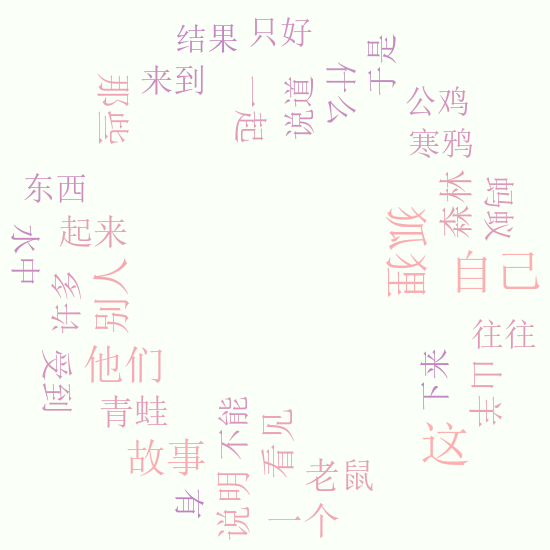 结果
只好
于是
来到
那些
一起
说道
什么
公鸡
寒鸦
东西
森林
蚂蚁
水中
起来
狐狸
自己
许多
别人
往往
受到
他们
下来
山羊
青蛙
不能
看见
这
故事
老鼠
有
说明
一个